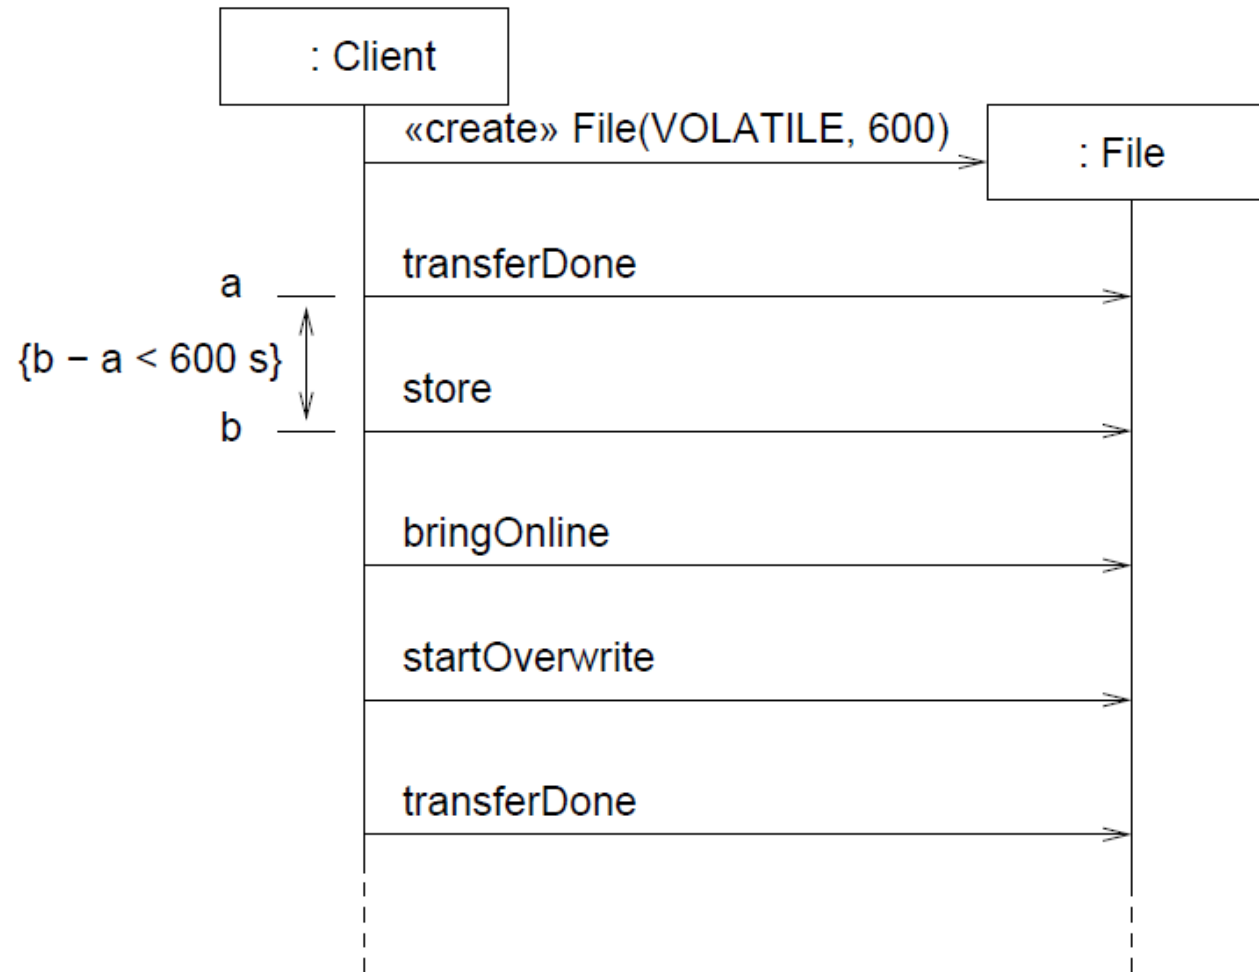 : Client
«create» File(VOLATILE, 600)
: File
transferDone
a
{b − a < 600 s}
store
b
bringOnline
startOverwrite
transferDone